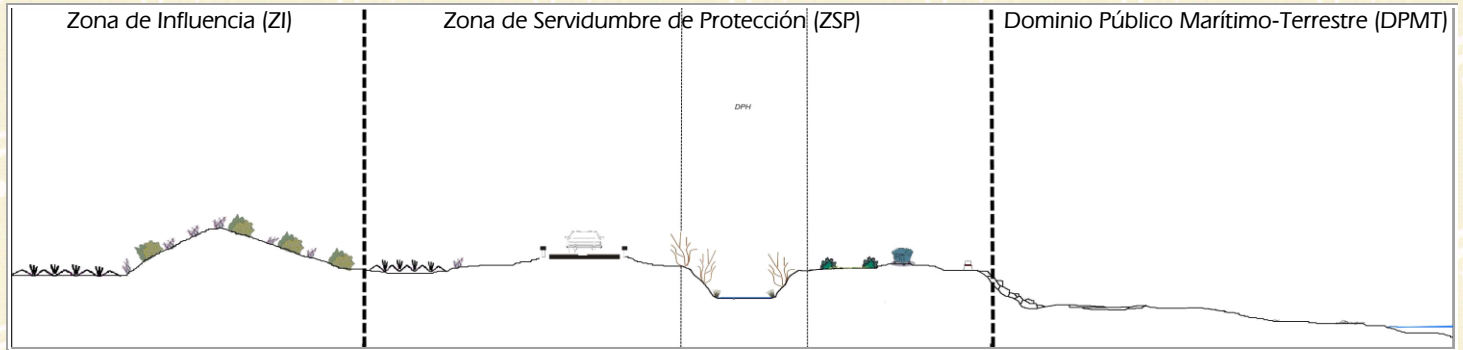 Zona de Influencia (ZI)
Zona de Servidumbre de Protección (ZSP)
Dominio Público Marítimo-Terrestre (DPMT)
DPH